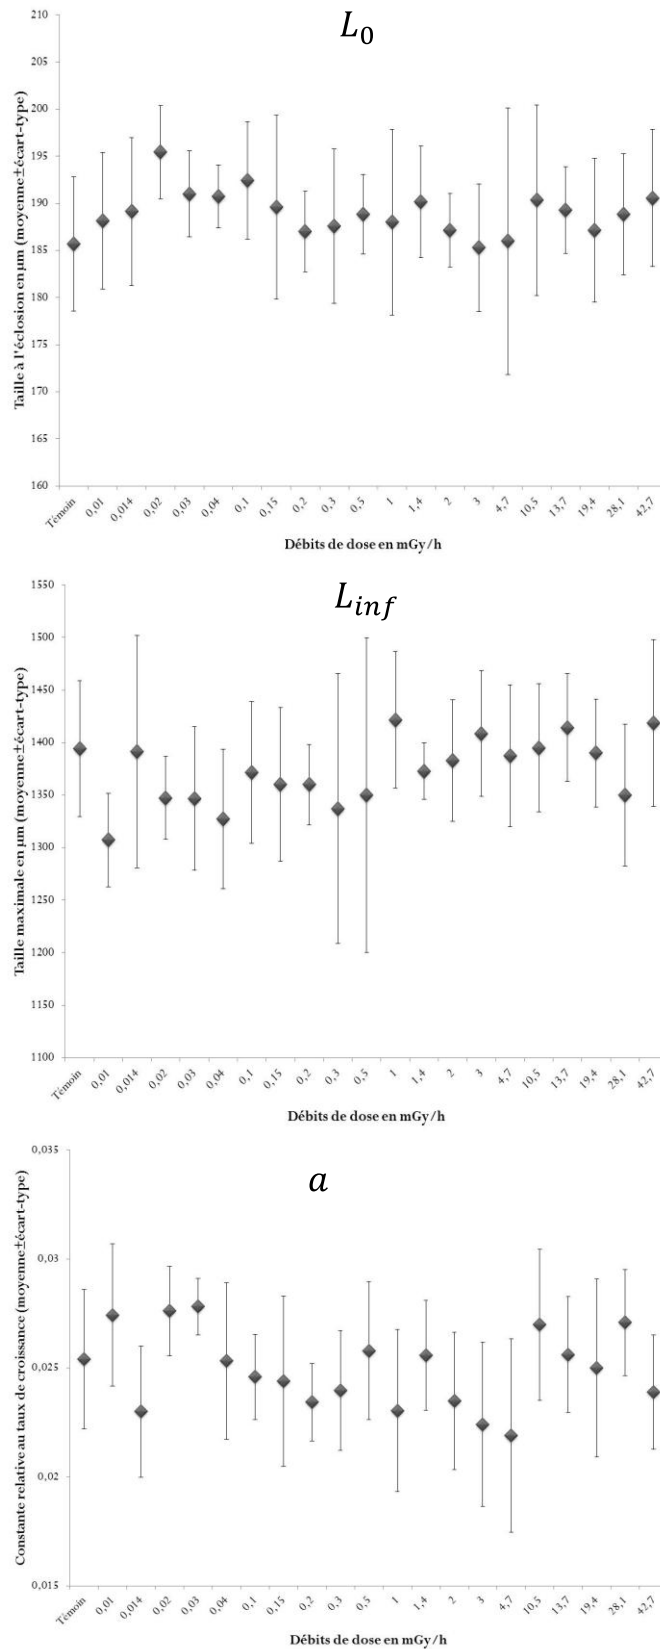 L₀
Taille à l'éclosion en µm (moyenne±écart-type)
210
205
200
195
190
185
180
175
170
165
160
Témoin 0,01 0,014 0,02 0,03 0,04 0,1 0,15 0,2 0,3 0,5 1 1,4 2 3 4,7 10,5 13,7 19,4 28,1 42,7
Débits de dose en mGy/h
L_inf
Taille maximale en µm (moyenne±écart-type)
1550
1500
1450
1400
1350
1300
1250
1200
1150
1100
Témoin 0,01 0,014 0,02 0,03 0,04 0,1 0,15 0,2 0,3 0,5 1 1,4 2 3 4,7 10,5 13,7 19,4 28,1 42,7
Débits de dose en mGy/h
a
Constante relative au taux de croissance (moyenne±écart-type)
0,035
0,03
0,025
0,02
0,015
Témoin 0,01 0,014 0,02 0,03 0,04 0,1 0,15 0,2 0,3 0,5 1 1,4 2 3 4,7 10,5 13,7 19,4 28,1 42,7
Débits de dose en mGy/h